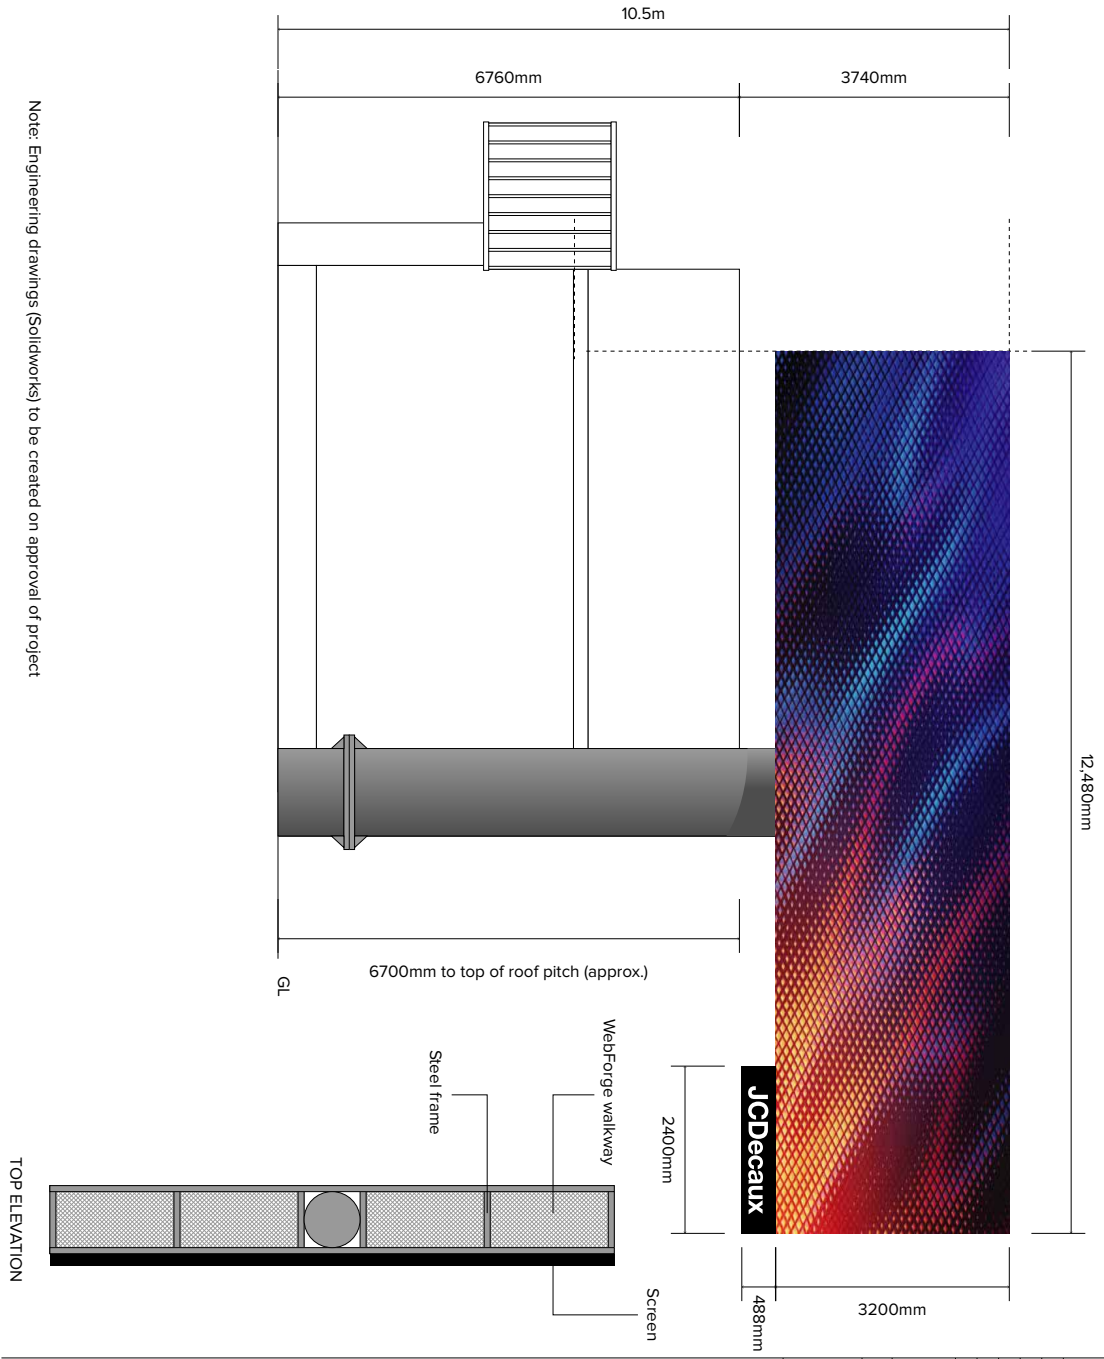 10.5m
6760mm
3740mm
Note: Engineering drawings (Solidworks) to be created on approval of project
12,480mm
6700mm to top of roof pitch (approx.)
GL
WebForge walkway
Steel frame
2400mm
JCDecaux
TOP ELEVATION
Screen
488mm
3200mm